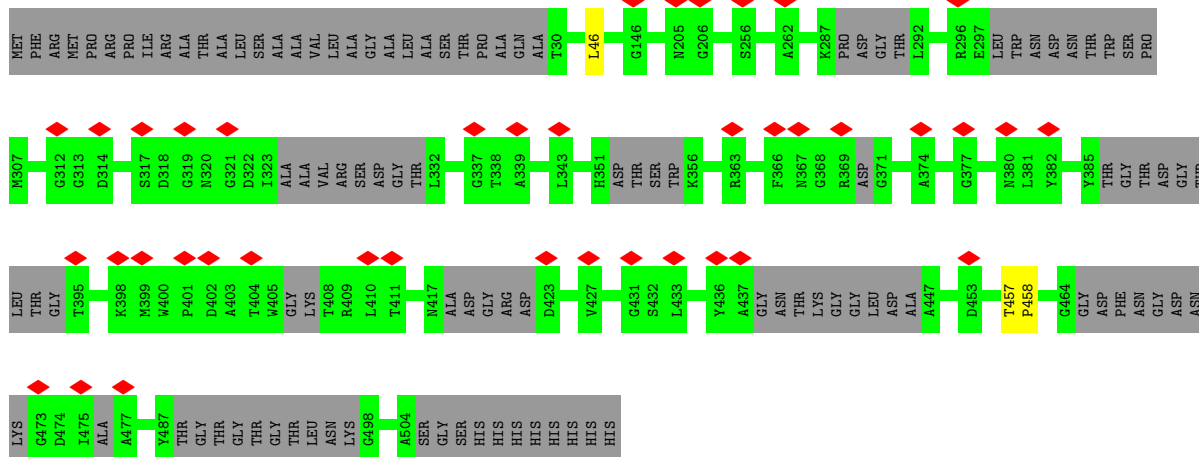 MET PHE ARG MET PRO ARG PRO ILE ARG ALA THR ALA LEU SER ALA ALA VAL LEU ALA GLY ALA LEU ALA SER THR PRO ALA GLN ALA T30 L46 G146 N205 G206 S256 A262 K287 PRO ASP GLY THR L292 R296 E297 LEU TRP ASN ASP ASN THR TRP SER PRO
M307 G312 G313 D314 S317 D318 G319 N320 G321 D322 I323 ALA ALA VAL ARG SER ASP GLY THR L332 G337 T338 A339 L343 H351 ASP THR SER TRP K356 R363 F366 N367 G368 R369 ASP G371 A374 G377 N380 L381 Y382 Y385 THR GLY THR ASP GLY
LEU THR GLY T395 K398 M399 W400 P401 D402 A403 T404 W405 GLY LYS T408 R409 L410 T411 N417 ALA ASP GLY ARG ASP D423 V427 G431 S432 L433 Y436 A437 GLY ASN THR LYS GLY GLY LEU ASP ALA A447 D453 T457 P458 G464 GLY ASP PHE ASN GLY ASP ASN
LYS G473 D474 I475 ALA A477 Y487 THR GLY THR GLY THR GLY THR LEU ASN LYS G498 A504 SER GLY SER HIS HIS HIS HIS HIS HIS HIS HIS